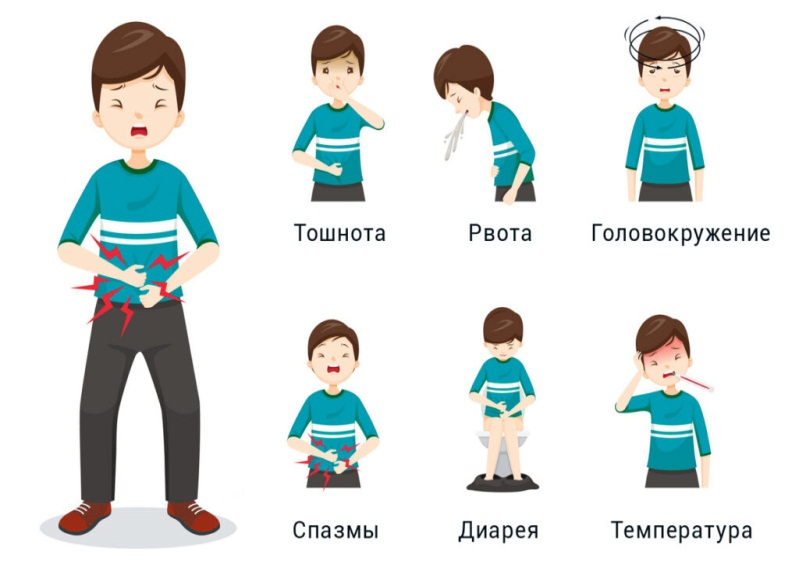 Тошнота
Рвота
Головокружение
Спазмы
Диарея
Температура